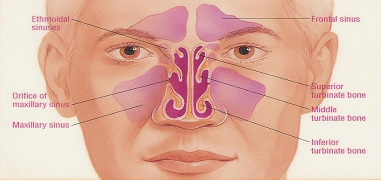 Ethmoidal
sinuses
Frontal sinus
Orifice of
maxillary sinus
Maxillary sinus
Superior
turbinate bone
Middle
turbinate bone
Inferior
turbinate bone